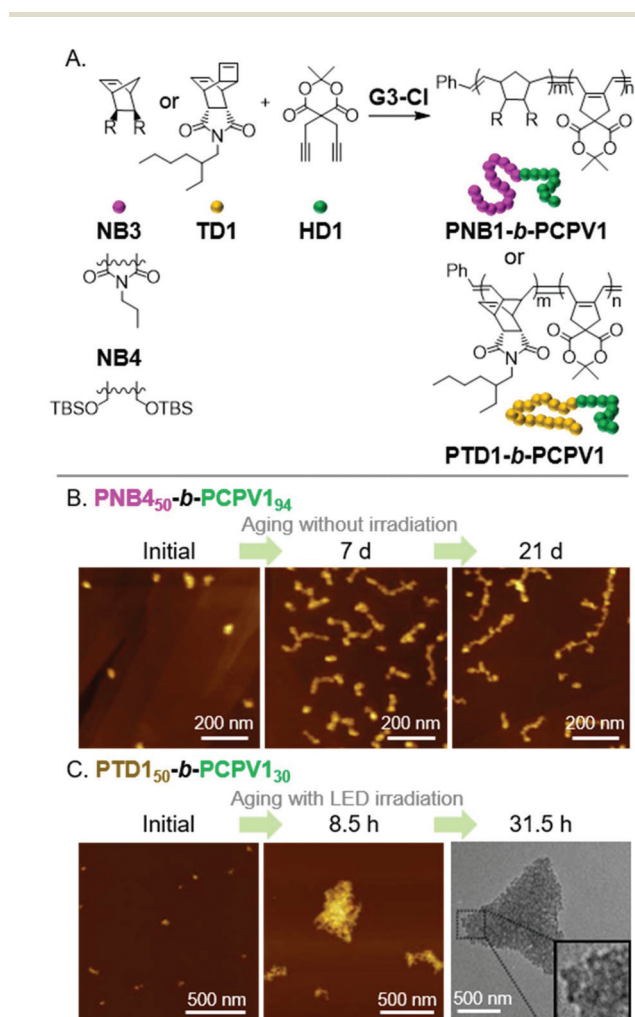 A.
or
+
G3-Cl
R
R
O
N
O
O
O
O
O
Ph
m
n
R
R
O
O
O
O
NB3
TD1
HD1
PNB1-b-PCPV1
or
O
N
O
NB4
TBSO
OTBS
Ph
m
n
O
N
O
O
O
O
O
PTD1-b-PCPV1
B. PNB4₅₀-b-PCPV1₉₄
Aging without irradiation
Initial
7 d
21 d
200 nm
200 nm
200 nm
C. PTD1₅₀-b-PCPV1₃₀
Aging with LED irradiation
Initial
8.5 h
31.5 h
500 nm
500 nm
500 nm